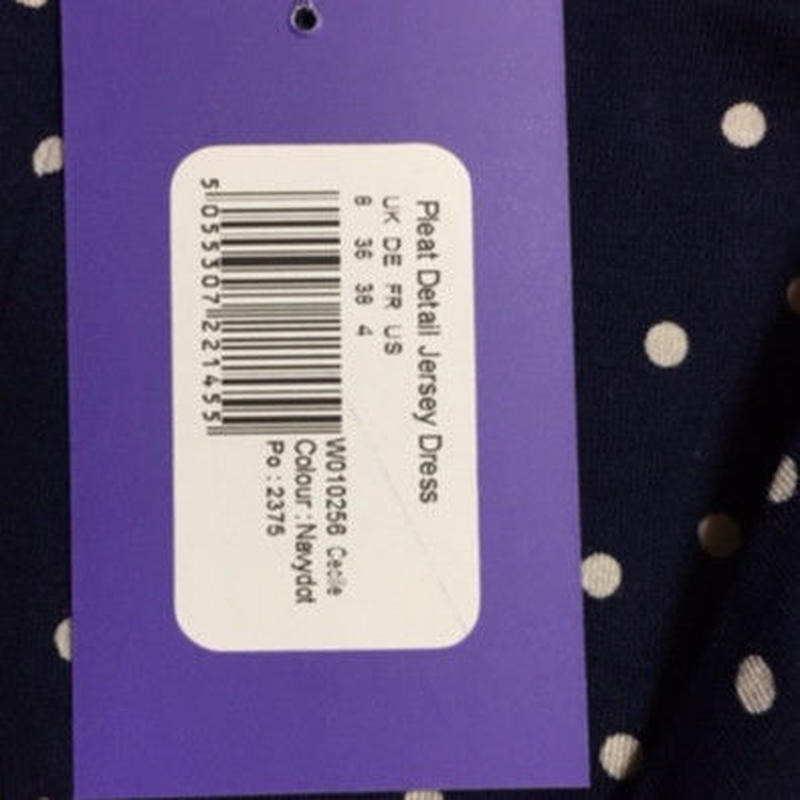 Pleat Detail Jersey Dress
UK DE FR US
8 36 38 4
W010256 Cecile
Colour : Navydot
Po : 2375
5 055307 221455